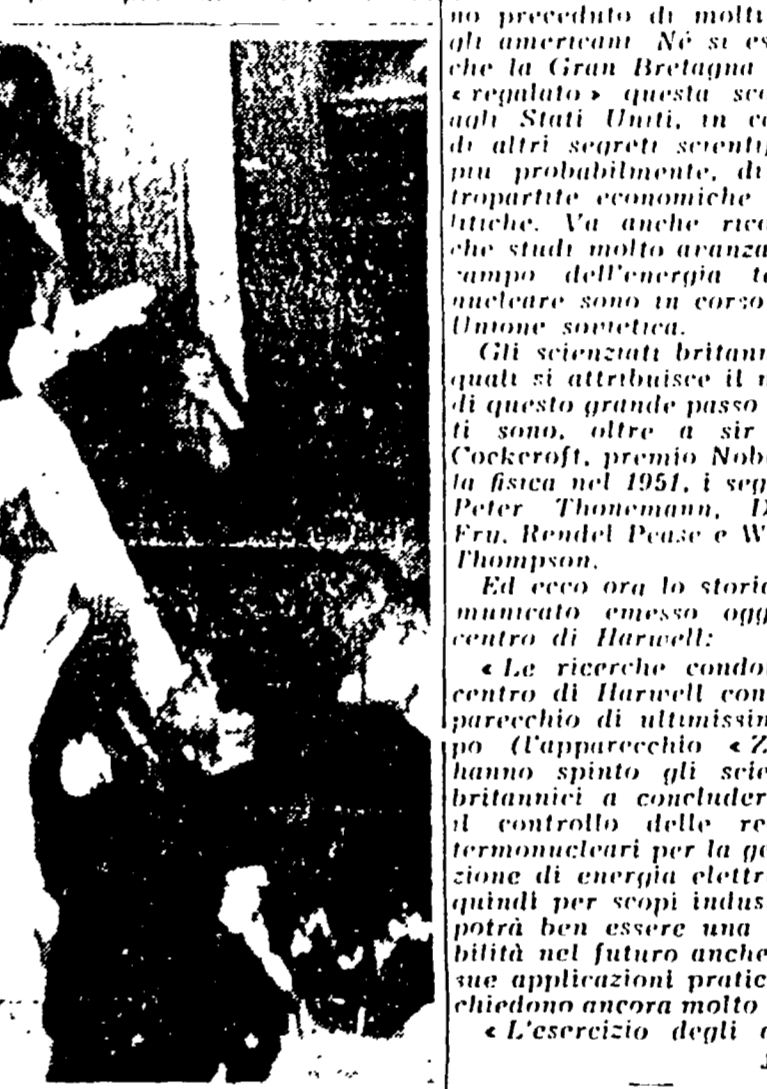 no preceduto di molti
gli americani Né si es
che la Gran Bretagna
« regalato » questa sco
agli Stati Uniti, in co
di altri segreti scienti
più probabilmente, di
tropartite economiche
litiche. Va anche rico
che studi molto avanza
campo dell'energia te
nucleare sono in corso
Unione sovietica.
Gli scienziati britann
quali si attribuisce il m
di questo grande passo
ti sono, oltre a sir
Cockcroft, premio Nobe
la fisica nel 1951, i seg
Peter Thonemann, D
Fru, Rendel Pease e W
Thompson.
Ed ecco ora lo storic
municato emesso ogg
centro di Harwell:
« Le ricerche condo
centro di Harwell con
parecchio di ultimissim
po (l'apparecchio « Z
hanno spinto gli scie
britannici a concluder
il controllo delle re
termonucleari per la ge
zione di energia elettr
quindi per scopi indus
potrà ben essere una
bilità nel futuro anche
sue applicazioni pratic
chiedono ancora molto
« L'esercizio degli a